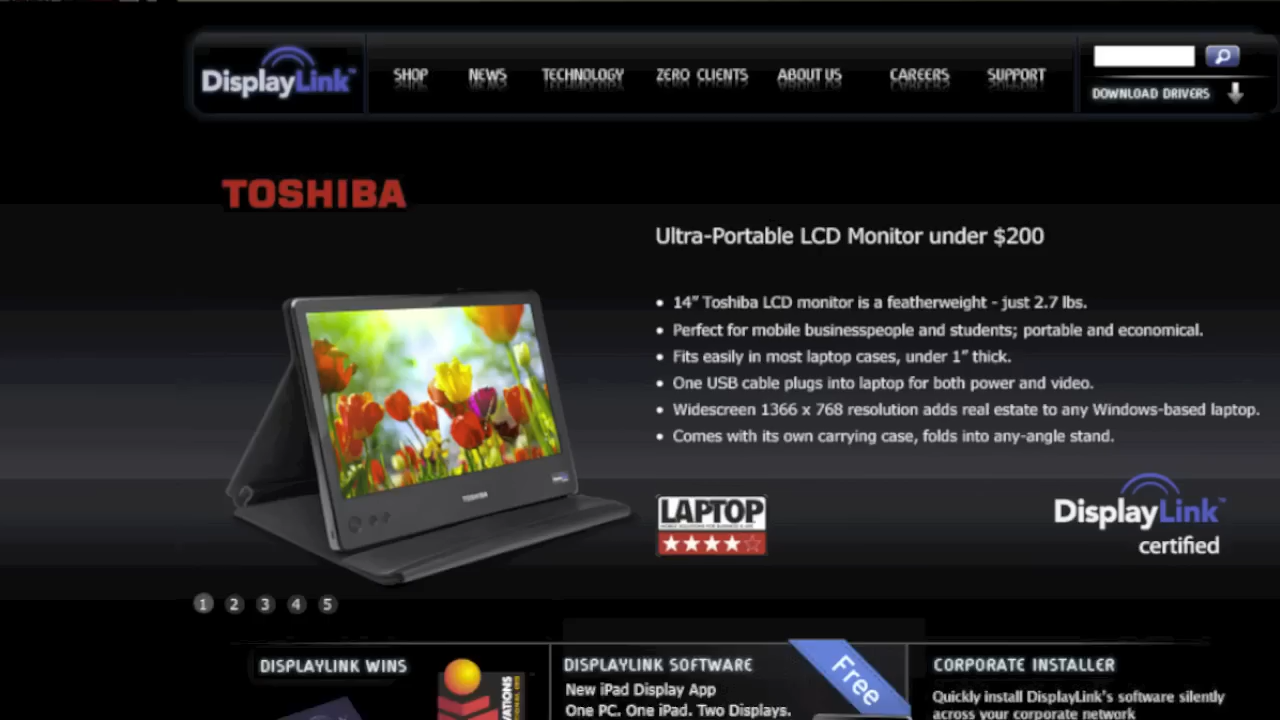 DisplayLink™
SHOP NEWS TECHNOLOGY ZERO CLIENTS ABOUT US CAREERS SUPPORT
DOWNLOAD DRIVERS
TOSHIBA
Ultra-Portable LCD Monitor under $200
• 14" Toshiba LCD monitor is a featherweight - just 2.7 lbs.
• Perfect for mobile businesspeople and students; portable and economical.
• Fits easily in most laptop cases, under 1" thick.
• One USB cable plugs into laptop for both power and video.
• Widescreen 1366 x 768 resolution adds real estate to any Windows-based laptop.
• Comes with its own carrying case, folds into any-angle stand.
TOSHIBA
LAPTOP
DisplayLink™
certified
1 2 3 4 5
DISPLAYLINK WINS
DISPLAYLINK SOFTWARE
New iPad Display App
One PC. One iPad. Two Displays.
Free
CORPORATE INSTALLER
Quickly install DisplayLink's software silently
across your corporate network